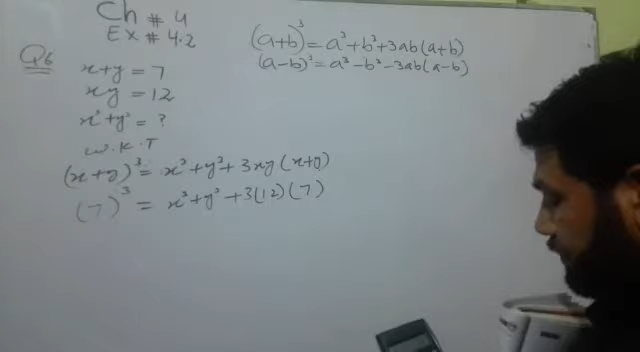 Ch # 4
Ex # 4.2
(a+b)³ = a³ + b³ + 3ab(a+b)
(a-b)³ = a³ - b³ - 3ab(a-b)
Q6
x+y = 7
xy = 12
x³+y³ = ?
W.K.T
(x+y)³ = x³+y³+3xy(x+y)
(7)³ = x³+y³+3(12)(7)